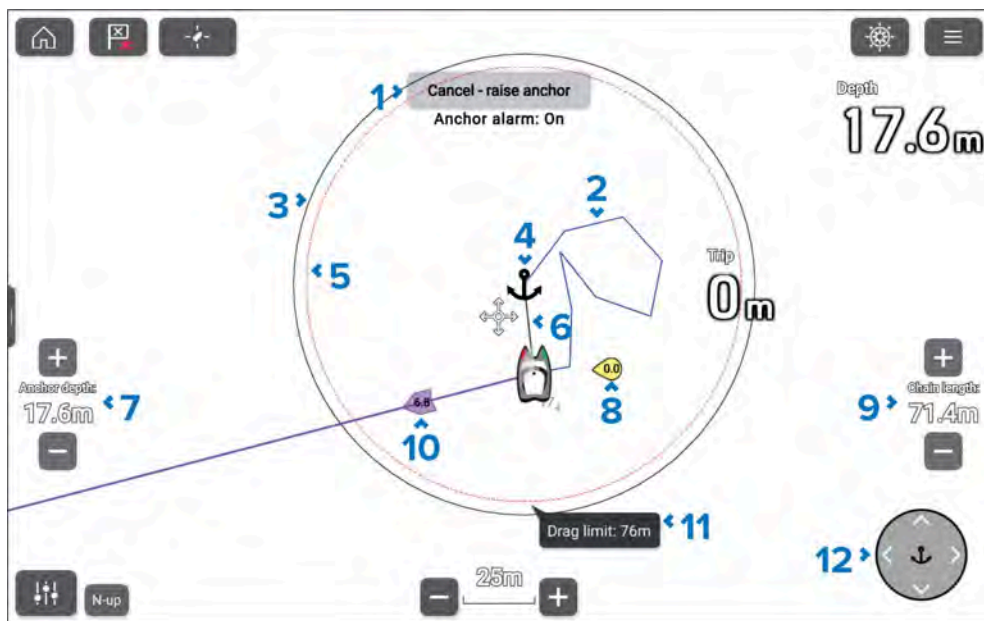 1
Cancel - raise anchor
Anchor alarm: On
Depth
17.6m
2
3
4
5
Trip
0m
6
Anchor depth:
17.6m
7
0.0
8
Chain length:
71.4m
9
6.8
10
17.4
Drag limit: 76m
11
12
N-up
25m